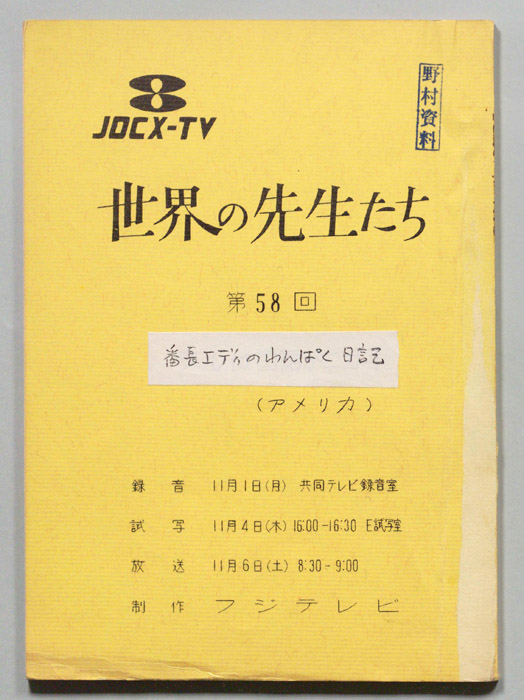 8
JOCX-TV
野村資料
世界の先生たち
第58回
番長エディのわんぱく日記
(アメリカ)
録音 11月1日(月) 共同テレビ録音室
試写 11月4日(木) 16:00-16:30 E試写室
放送 11月6日(土) 8:30-9:00
制作 フジテレビ